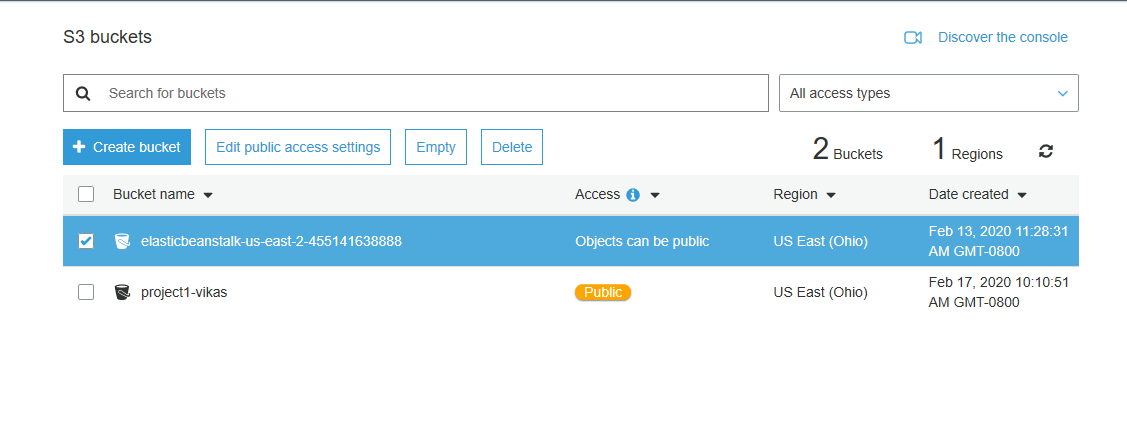 S3 buckets
Discover the console
Search for buckets
All access types
Create bucket
Edit public access settings
Empty
Delete
2 Buckets
1 Regions
Bucket name
Access
Region
Date created
elasticbeanstalk-us-east-2-455141638888
Objects can be public
US East (Ohio)
Feb 13, 2020 11:28:31
AM GMT-0800
project1-vikas
Public
US East (Ohio)
Feb 17, 2020 10:10:51
AM GMT-0800